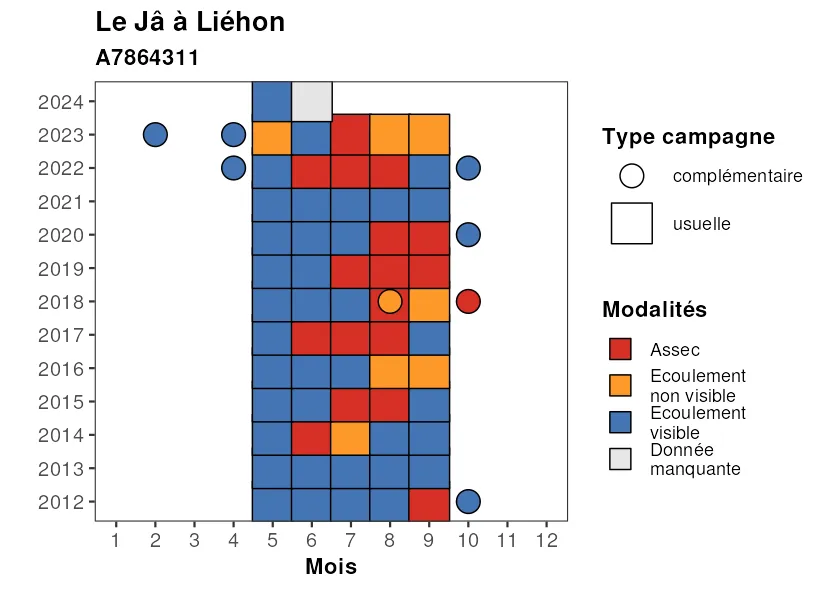 Le Jâ à Liéhon
A7864311
2024
2023
2022
2021
2020
2019
2018
2017
2016
2015
2014
2013
2012
1 2 3 4 5 6 7 8 9 10 11 12
Mois
Type campagne
complémentaire
usuelle
Modalités
Assec
Ecoulement
non visible
Ecoulement
visible
Donnée
manquante